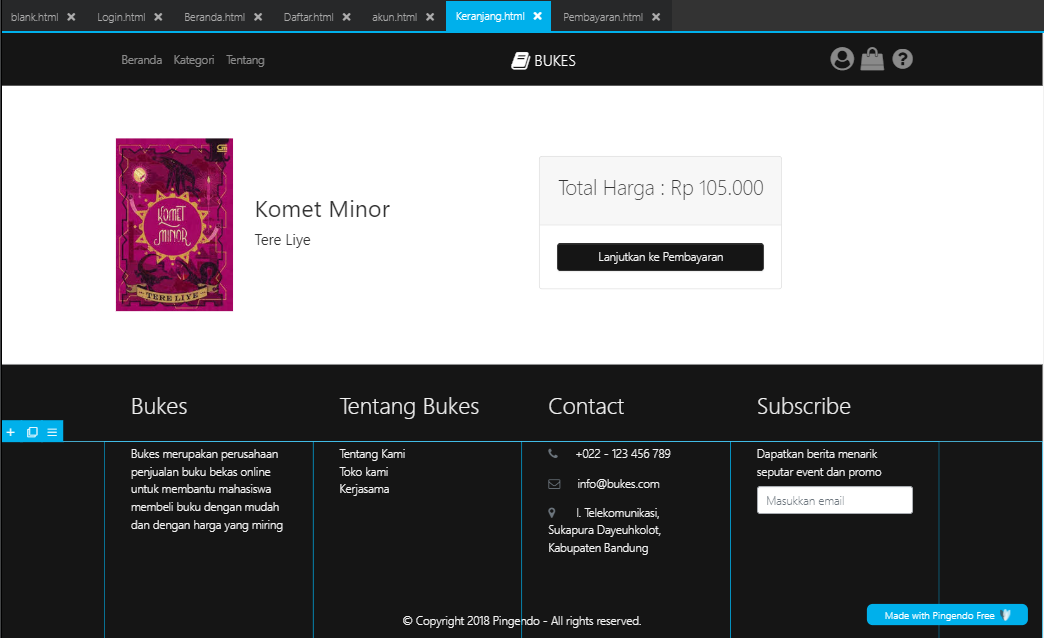 blank.html Login.html Beranda.html Daftar.html akun.html Keranjang.html Pembayaran.html
Beranda Kategori Tentang BUKES ?
KOMET
MINOR
TERE LIYE
Komet Minor
Tere Liye
Total Harga : Rp 105.000
Lanjutkan ke Pembayaran
Bukes
Bukes merupakan perusahaan
penjualan buku bekas online
untuk membantu mahasiswa
membeli buku dengan mudah
dan dengan harga yang miring
Tentang Bukes
Tentang Kami
Toko kami
Kerjasama
Contact
+022 - 123 456 789
info@bukes.com
l. Telekomunikasi,
Sukapura Dayeuhkolot,
Kabupaten Bandung
Subscribe
Dapatkan berita menarik
seputar event dan promo
Masukkan email
© Copyright 2018 Pingendo - All rights reserved.
Made with Pingendo Free